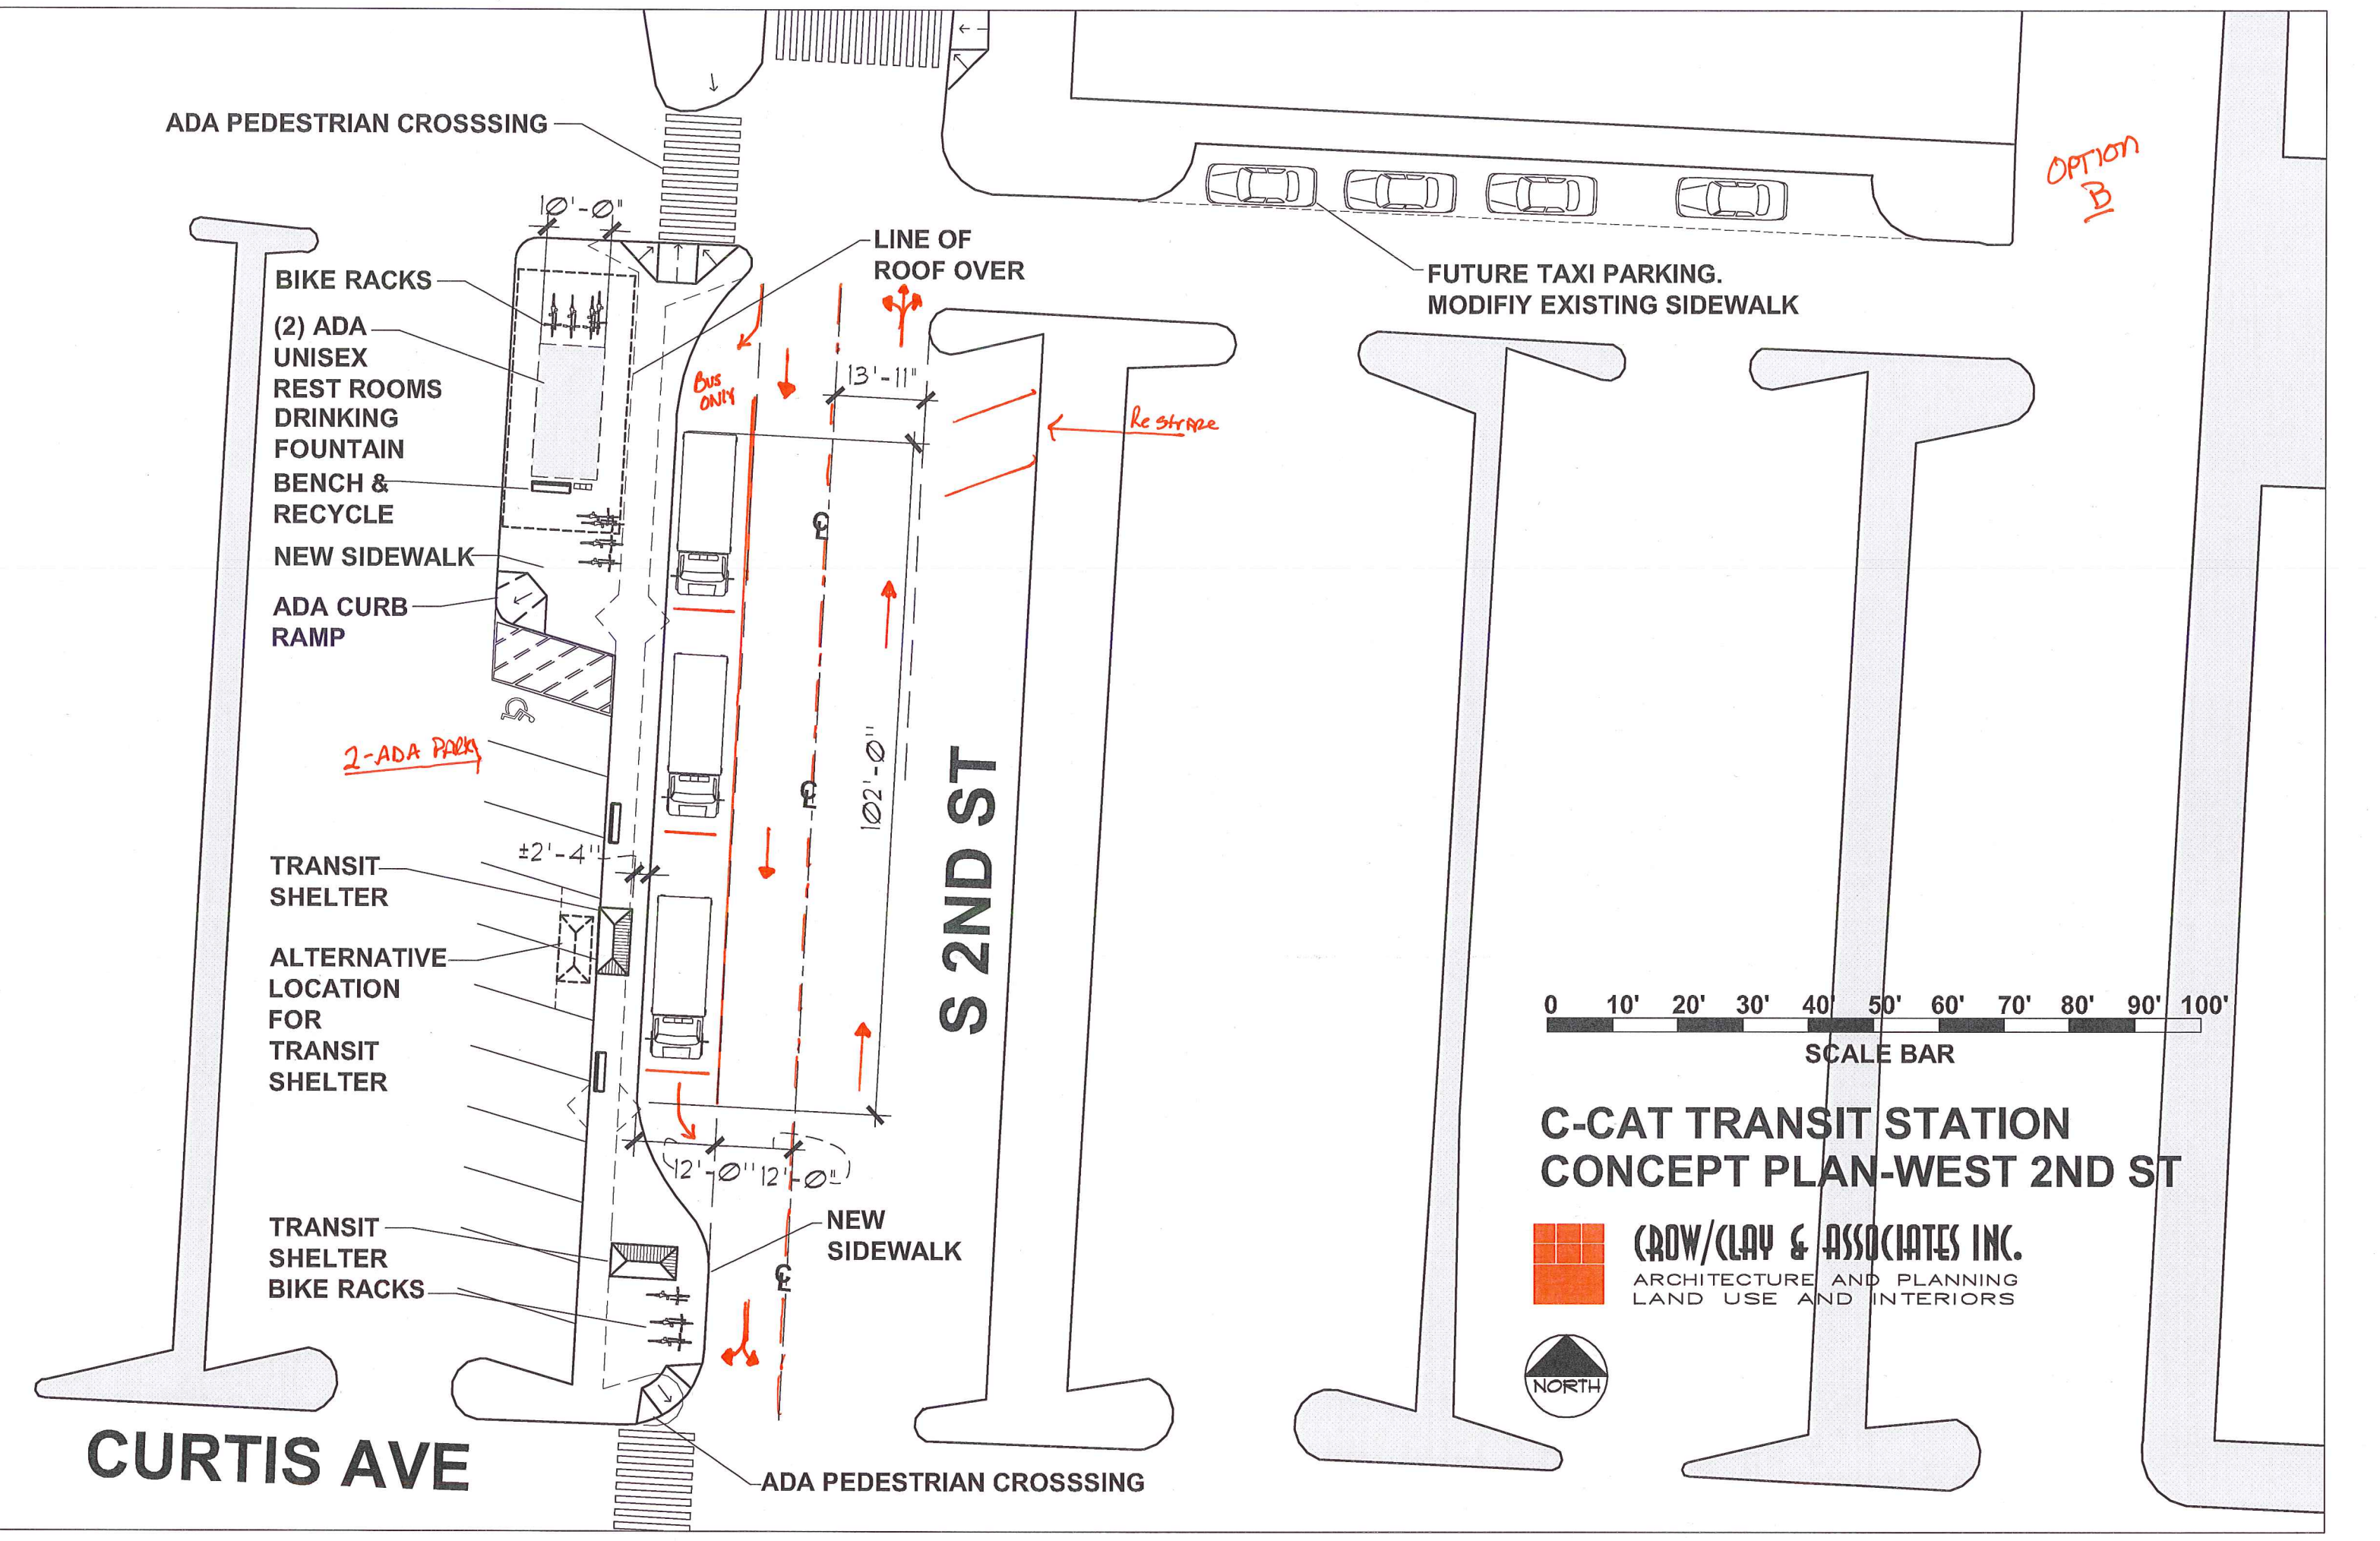 ADA PEDESTRIAN CROSSSING
OPTION
B
10'-0"
LINE OF
ROOF OVER
BIKE RACKS
(2) ADA
UNISEX
REST ROOMS
DRINKING
FOUNTAIN
BENCH &
RECYCLE
NEW SIDEWALK
ADA CURB
RAMP
FUTURE TAXI PARKING.
MODIFIY EXISTING SIDEWALK
BUS
ONLY
13'-11"
Re stripe
CL
2-ADA PARK
CL
102'-0"
±2'-4"
S 2ND ST
TRANSIT
SHELTER
ALTERNATIVE
LOCATION
FOR
TRANSIT
SHELTER
0 10' 20' 30' 40' 50' 60' 70' 80' 90' 100'
SCALE BAR
C-CAT TRANSIT STATION
CONCEPT PLAN-WEST 2ND ST
12'-0" 12'-0"
TRANSIT
SHELTER
BIKE RACKS
NEW
SIDEWALK
CL
CROW/CLAY & ASSOCIATES INC.
ARCHITECTURE AND PLANNING
LAND USE AND INTERIORS
NORTH
CURTIS AVE
ADA PEDESTRIAN CROSSSING